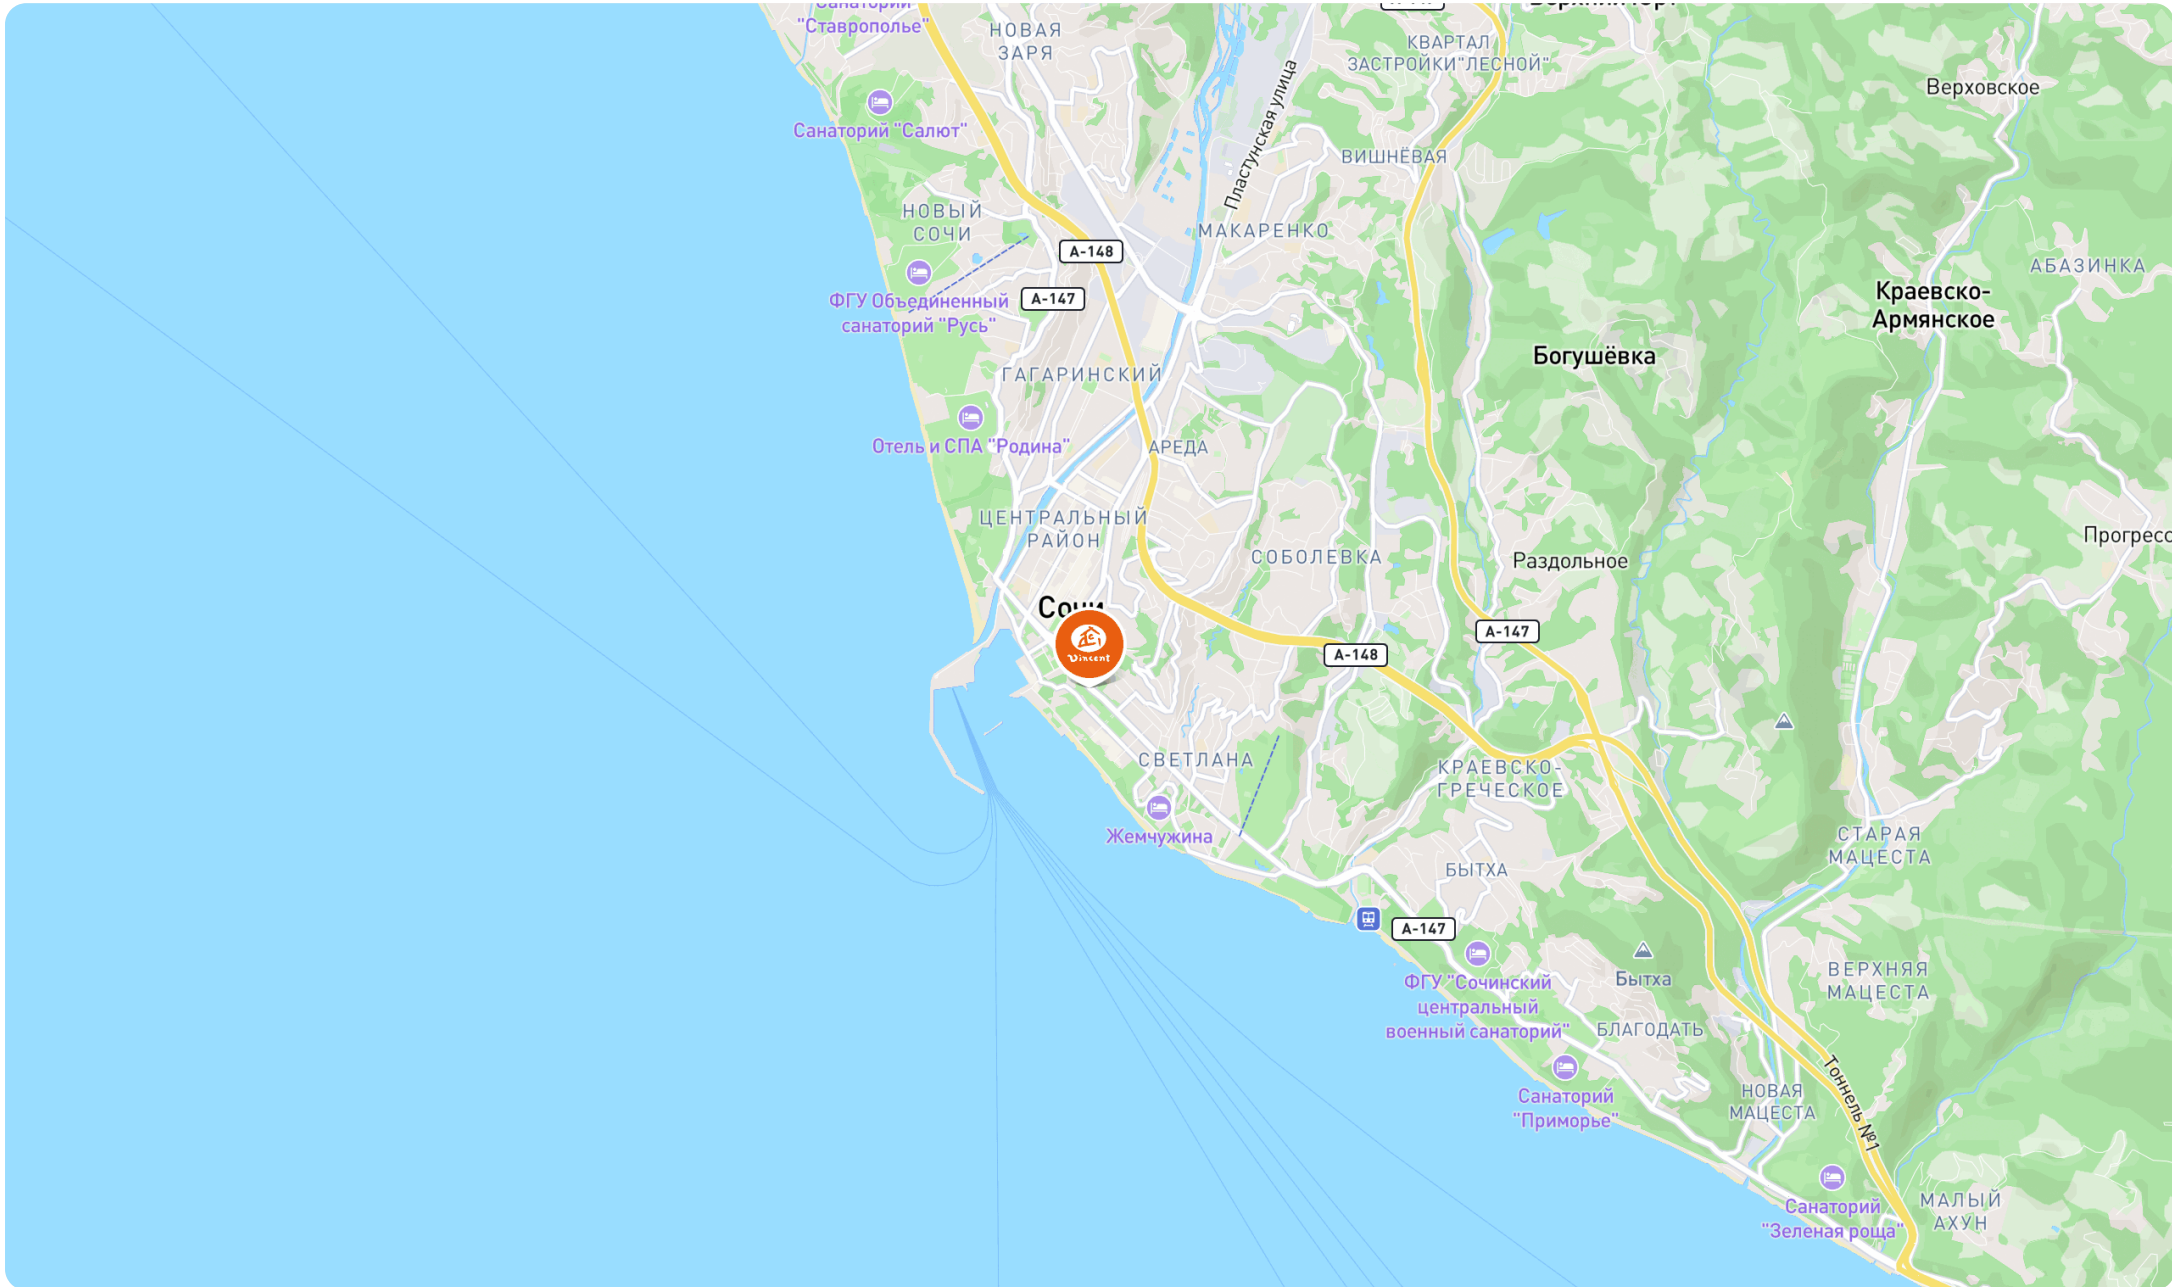 Санаторий
"Ставрополье"
НОВАЯ
ЗАРЯ
КВАРТАЛ
ЗАСТРОЙКИ"ЛЕСНОЙ"
Верховское
Санаторий "Салют"
Пластунская улица
ВИШНЁВАЯ
НОВЫЙ
СОЧИ
МАКАРЕНКО
А-148
АБАЗИНКА
ФГУ Объединенный
санаторий "Русь"
А-147
Краевско-
Армянское
Богушёвка
ГАГАРИНСКИЙ
Отель и СПА "Родина"
АРЕДА
ЦЕНТРАЛЬНЫЙ
РАЙОН
Прогресс
СОБОЛЕВКА
Раздольное
Сочи
Vincent
А-147
А-148
СВЕТЛАНА
КРАЕВСКО-
ГРЕЧЕСКОЕ
Жемчужина
СТАРАЯ
МАЦЕСТА
БЫТХА
А-147
ФГУ "Сочинский
центральный
военный санаторий"
Бытха
ВЕРХНЯЯ
МАЦЕСТА
БЛАГОДАТЬ
Санаторий
"Приморье"
НОВАЯ
МАЦЕСТА
Тоннель №1
Санаторий
"Зеленая роща"
МАЛЫЙ
АХУН